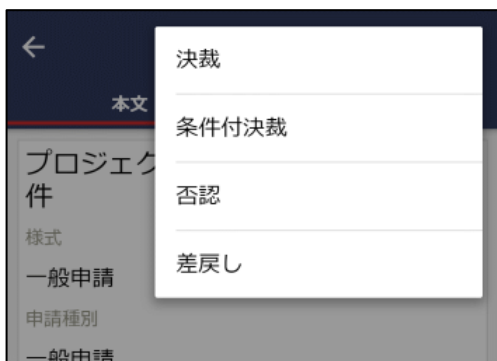 決裁
本文
条件付決裁
プロジェク
件
否認
様式
一般申請
差戻し
申請種別
一般申請